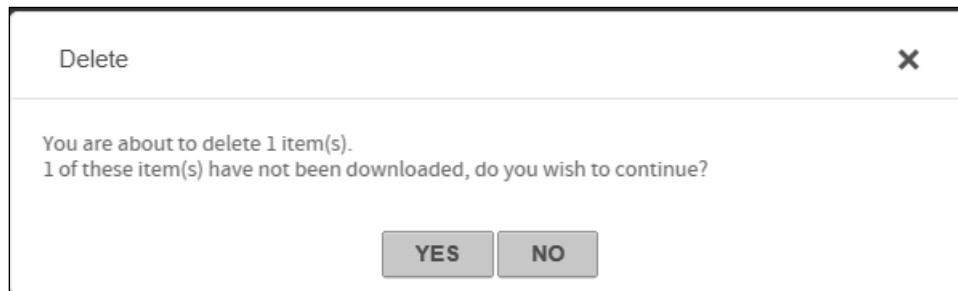 Delete
You are about to delete 1 item(s).
1 of these item(s) have not been downloaded, do you wish to continue?
YES NO